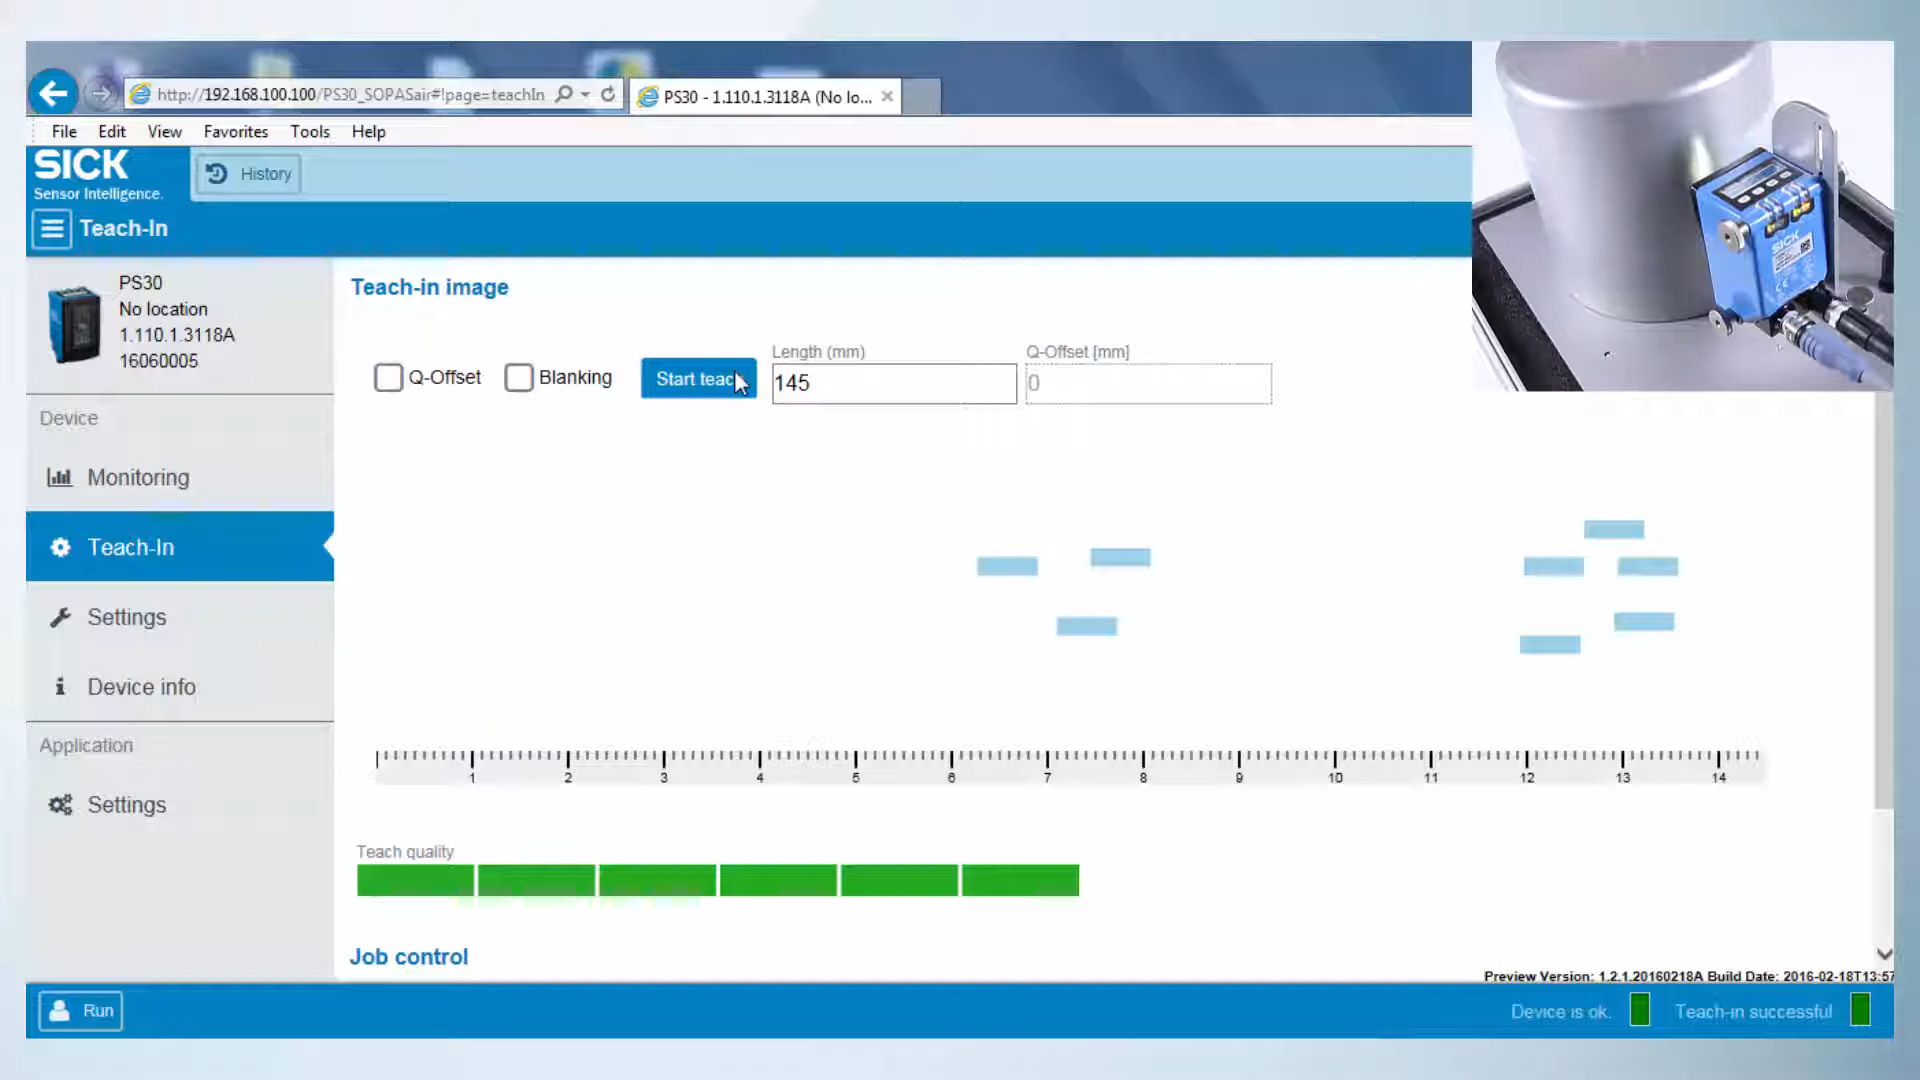 http://192.168.100.100/PS30_SOPASair#!page=teachIn
PS30 - 1.110.1.3118A (No lo...
File Edit View Favorites Tools Help
SICK
Sensor Intelligence.
History
Teach-In
PS30
No location
1.110.1.3118A
16060005
Device
Monitoring
Teach-In
Settings
Device info
Application
Settings
Teach-in image
Q-Offset
Blanking
Start teac
Length (mm)
145
Q-Offset [mm]
0
1 2 3 4 5 6 7 8 9 10 11 12 13 14
Teach quality
Job control
Preview Version: 1.2.1.20160218A Build Date: 2016-02-18T13:57
Run
Device is ok.
Teach-in successful
SICK